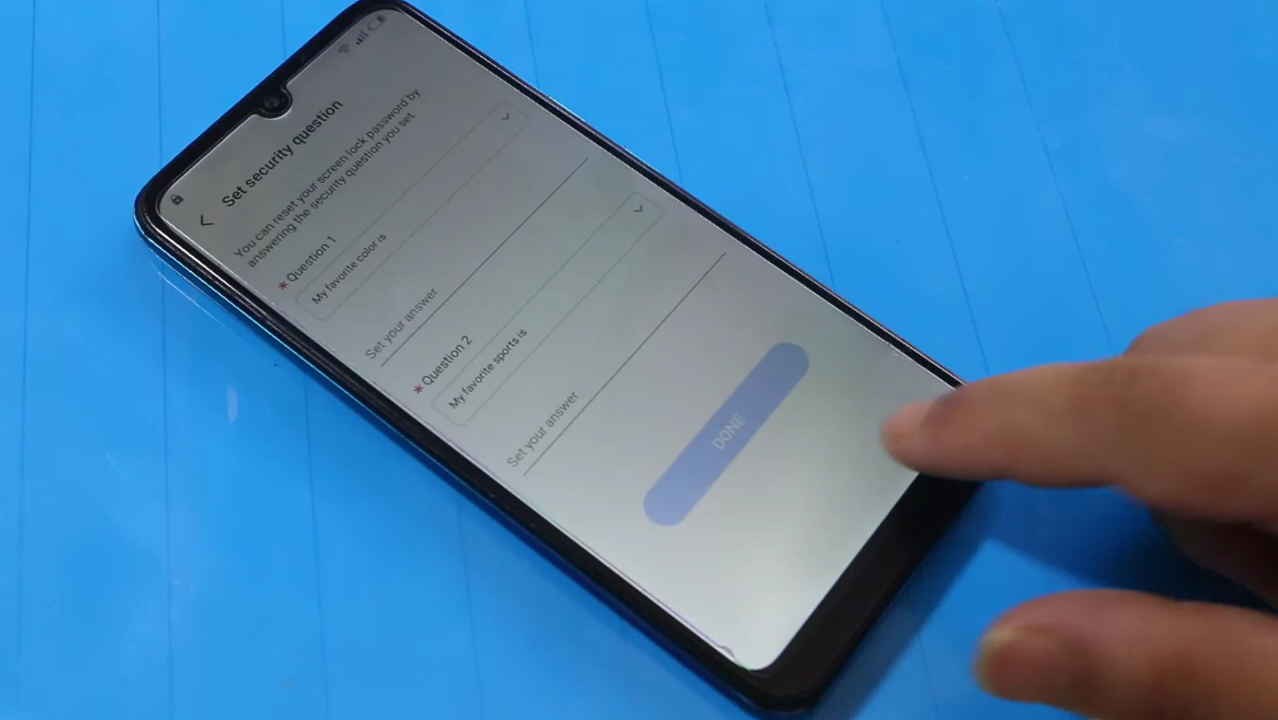 Set security question
You can reset your screen lock password by
answering the security question you set.
* Question 1
My favorite color is
Set your answer
* Question 2
My favorite sports is
Set your answer
DONE